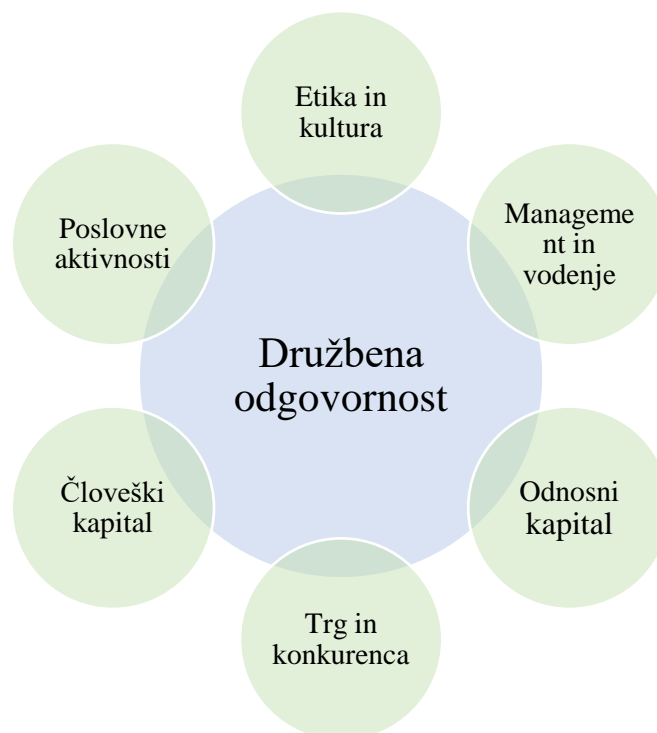 Etika in
kultura
Manageme
nt in
vodenje
Poslovne
aktivnosti
Družbena
odgovornost
Človeški
kapital
Odnosni
kapital
Trg in
konkurenca